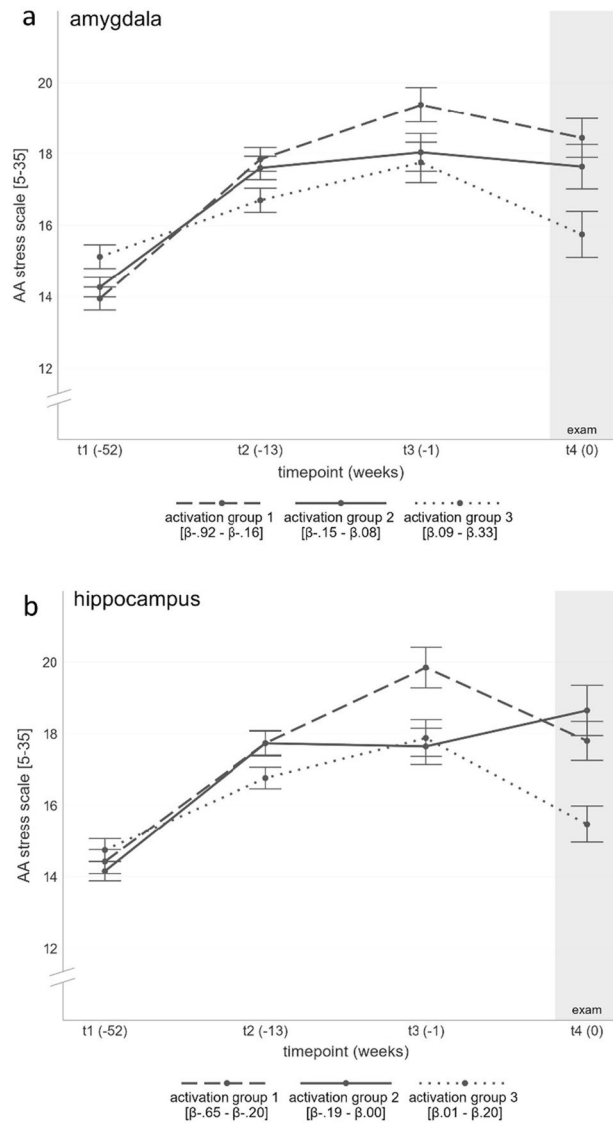 a
amygdala
20
18
16
14
12
AA stress scale [5-35]
exam
t1 (-52) t2 (-13) t3 (-1) t4 (0)
timepoint (weeks)
activation group 1 activation group 2 activation group 3
[β-.92 - β-.16] [β-.15 - β.08] [β.09 - β.33]
b
hippocampus
20
18
16
14
12
AA stress scale [5-35]
exam
t1 (-52) t2 (-13) t3 (-1) t4 (0)
timepoint (weeks)
activation group 1 activation group 2 activation group 3
[β-.65 - β-.20] [β-.19 - β.00] [β.01 - β.20]